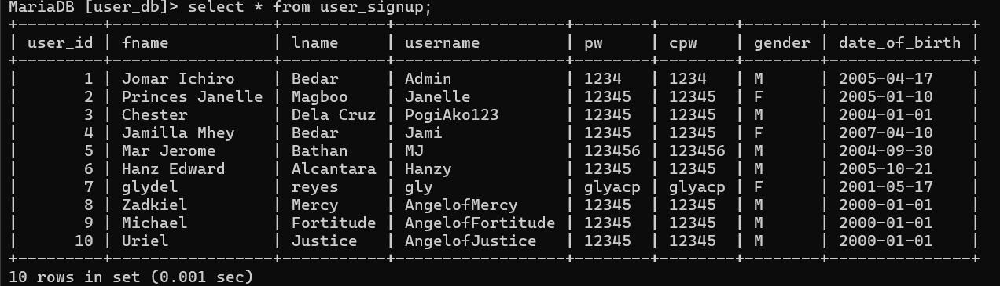 MariaDB [user_db]> select * from user_signup;
+---------+-----------------+-----------+------------------+--------+--------+--------+---------------+
| user_id | fname           | lname     | username         | pw     | cpw    | gender | date_of_birth |
+---------+-----------------+-----------+------------------+--------+--------+--------+---------------+
|       1 | Jomar Ichiro    | Bedar     | Admin            | 1234   | 1234   | M      | 2005-04-17    |
|       2 | Princes Janelle | Magboo    | Janelle          | 12345  | 12345  | F      | 2005-01-10    |
|       3 | Chester         | Dela Cruz | PogiAko123       | 12345  | 12345  | M      | 2004-01-01    |
|       4 | Jamilla Mhey    | Bedar     | Jami             | 12345  | 12345  | F      | 2007-04-10    |
|       5 | Mar Jerome      | Bathan    | MJ               | 123456 | 123456 | M      | 2004-09-30    |
|       6 | Hanz Edward     | Alcantara | Hanzy            | 12345  | 12345  | M      | 2005-10-21    |
|       7 | glydel          | reyes     | gly              | glyacp | glyacp | F      | 2001-05-17    |
|       8 | Zadkiel         | Mercy     | AngelofMercy     | 12345  | 12345  | M      | 2000-01-01    |
|       9 | Michael         | Fortitude | AngelofFortitude | 12345  | 12345  | M      | 2000-01-01    |
|      10 | Uriel           | Justice   | AngelofJustice   | 12345  | 12345  | M      | 2000-01-01    |
+---------+-----------------+-----------+------------------+--------+--------+--------+---------------+
10 rows in set (0.001 sec)